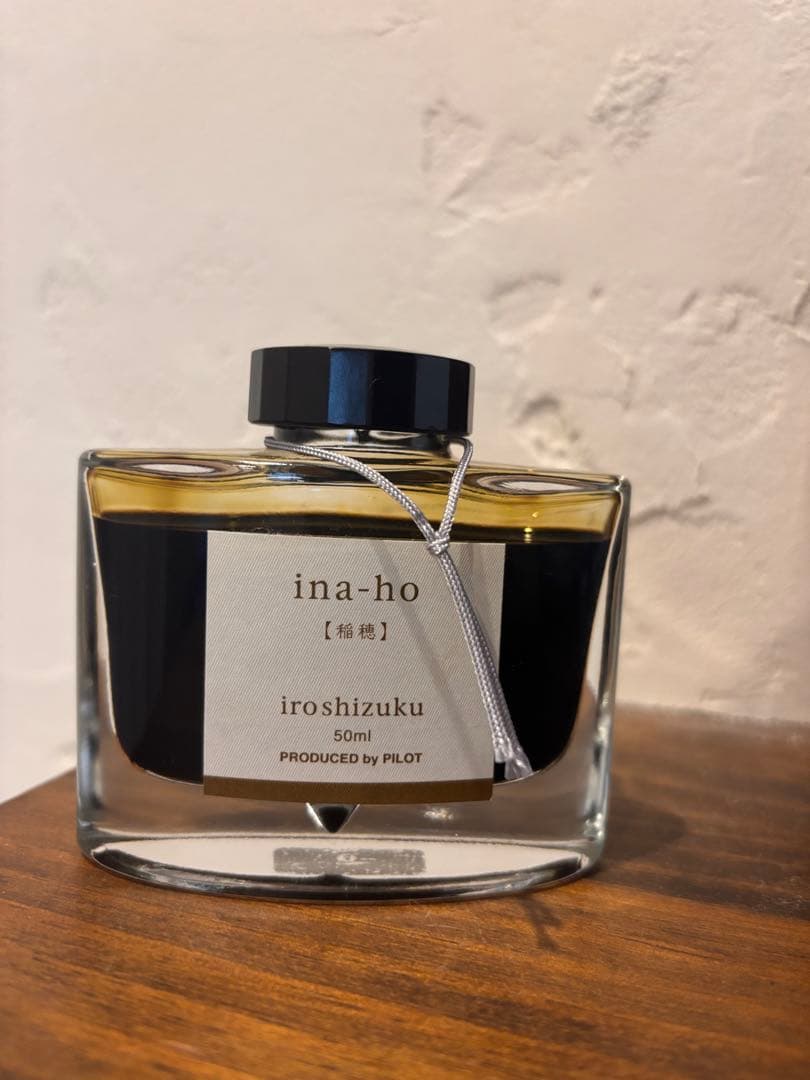 ina-ho
【稲穂】
iroshizuku
50ml
PRODUCED by PILOT